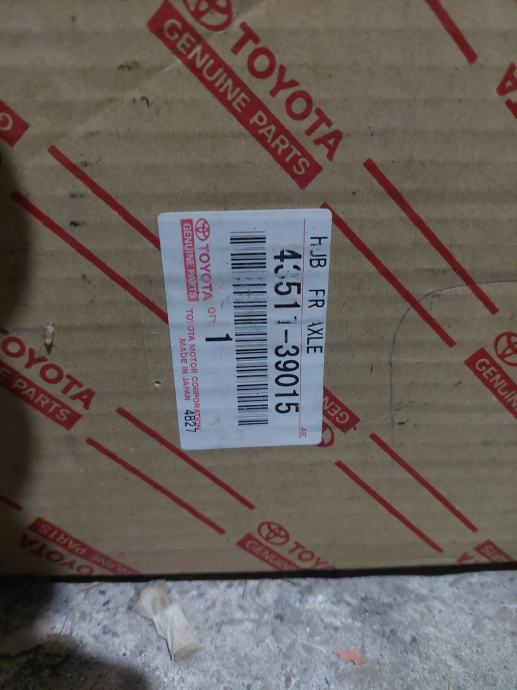 TOYOTA
GENUINE PARTS
HUB FR AXLE
43511-39015
AE
TOYOTA
GENUINE PARTS
QTY.
1
TOYOTA MOTOR CORPORATION
MADE IN JAPAN
4B27
TOYOTA
PARTS
TOYOTA
GENUINE PARTS